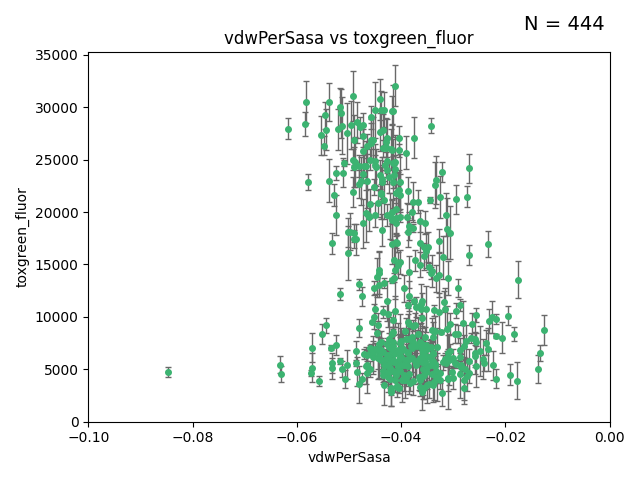 N = 444
vdwPerSasa vs toxgreen_fluor
35000
30000
25000
20000
15000
10000
5000
0
toxgreen_fluor
−0.10 −0.08 −0.06 −0.04 −0.02 0.00
vdwPerSasa